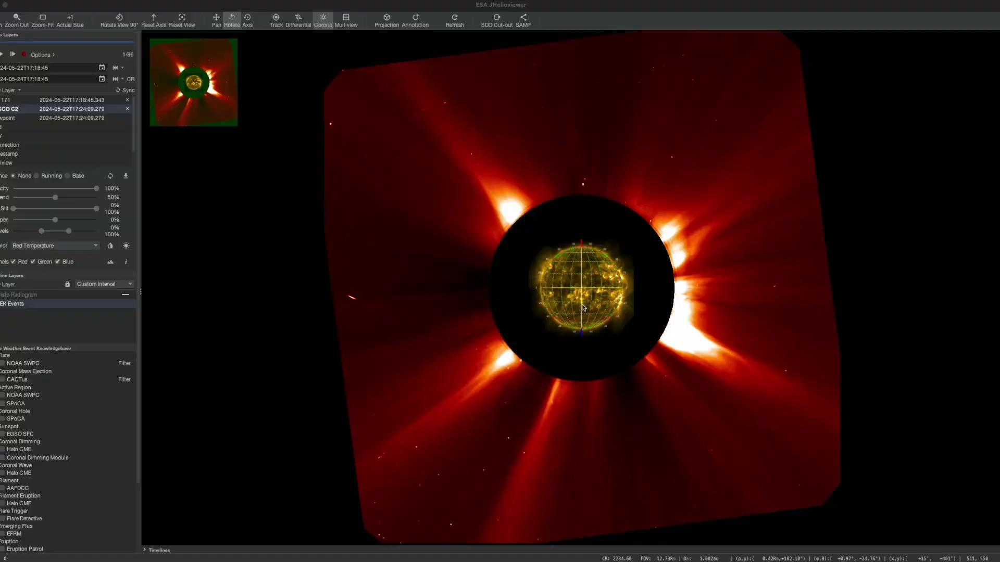 ESA JHelioviewer
Zoom Out Zoom-Fit Actual Size Rotate View 90° Reset Axis Reset View Pan Rotate Axis Track Differential Corona Multiview Projection Annotation Refresh SDO Cut-out SAMP
e Layers
Options > 1/96
24-05-22T17:18:45
24-05-24T17:18:45 CR
Layer Sync
171 2024-05-22T17:18:45.343
SCO C2 2024-05-22T17:24:09.279
wpoint 2024-05-22T17:24:09.279
d
nnection
estamp
iview
nce None Running Base
city 100%
end 50%
Slit 0%
100%
pen 0%
vels 0%
100%
lor Red Temperature
nels Red Green Blue
line Layers
Layer Custom interval
listo Radiogram
EK Events
e Weather Event Knowledgebase
Flare
NOAA SWPC Filter
Coronal Mass Ejection
CACTus Filter
Active Region
NOAA SWPC
SPoCA
Coronal Hole
SPoCA
Sunspot
EGSO SFC
Coronal Dimming
Halo CME
Coronal Dimming Module
Coronal Wave
Halo CME
Filament
AAFDCC
Filament Eruption
Halo CME
Flare Trigger
Flare Detective
Emerging Flux
EFRM
Eruption
Eruption Patrol
> Timelines
0 CR: 2284.60 FOV: 12.73R☉ | D☉: 1.002au | (ρ,ψ):( 0.42R☉,+182.10°) | (φ,θ):( +0.97°, -24.76°) | (x,y):( +15", -401") | 511, 550